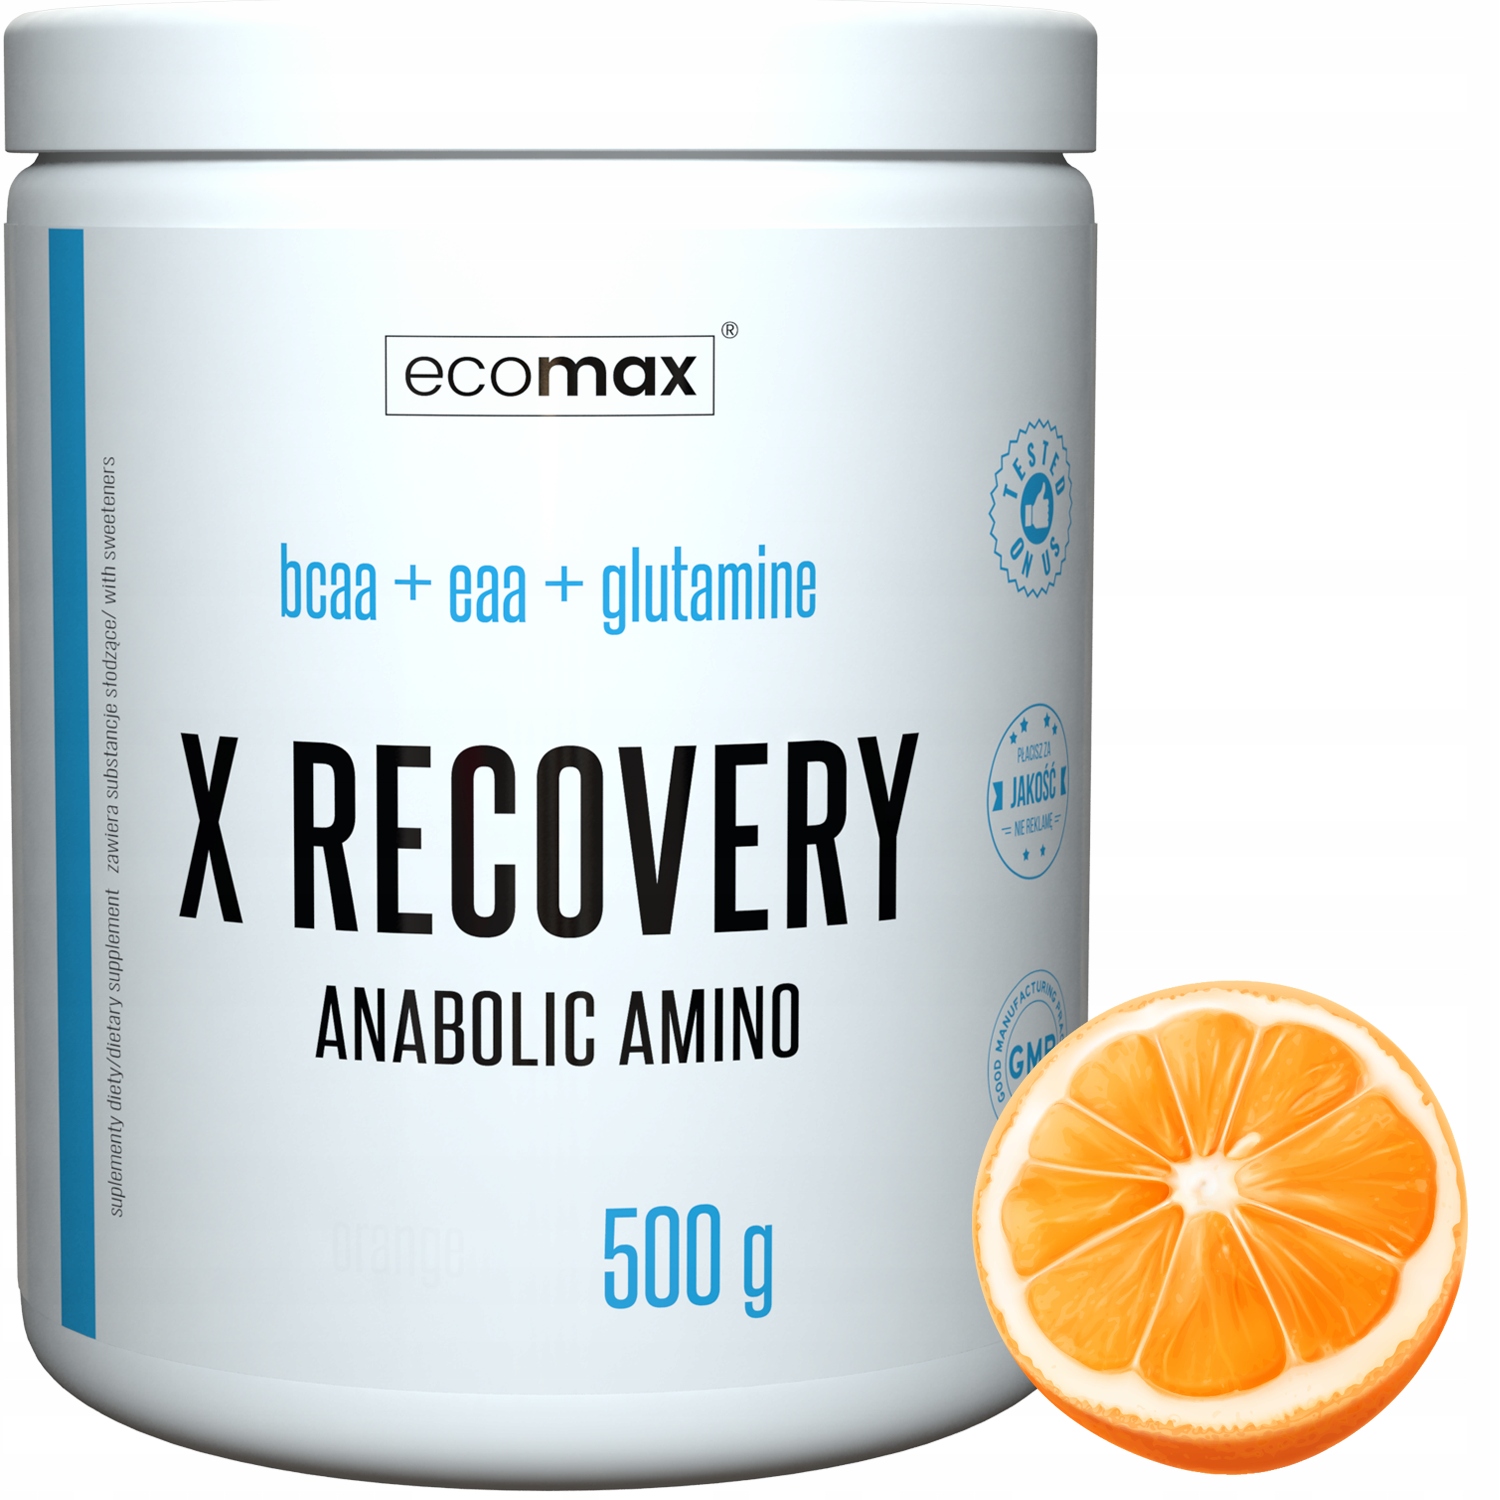 ecomax®
bcaa + eaa + glutamine
X RECOVERY
ANABOLIC AMINO
orange
500 g
suplementy diety/dietary supplement zawiera substancje słodzące/ with sweeteners
TESTED
ON US
PŁACISZ ZA
JAKOŚĆ
NIE REKLAMĘ
GOOD MANUFACTURING
GMP